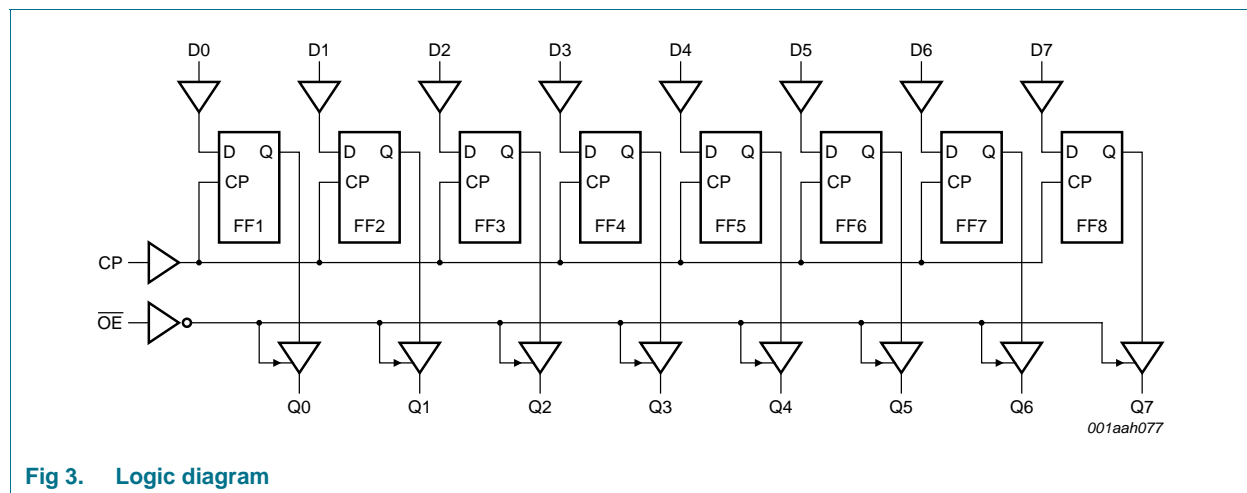 D0 D1 D2 D3 D4 D5 D6 D7
D Q D Q D Q D Q D Q D Q D Q D Q
CP CP CP CP CP CP CP CP
FF1 FF2 FF3 FF4 FF5 FF6 FF7 FF8
CP
OE
Q0 Q1 Q2 Q3 Q4 Q5 Q6 Q7
001aah077
Fig 3. Logic diagram